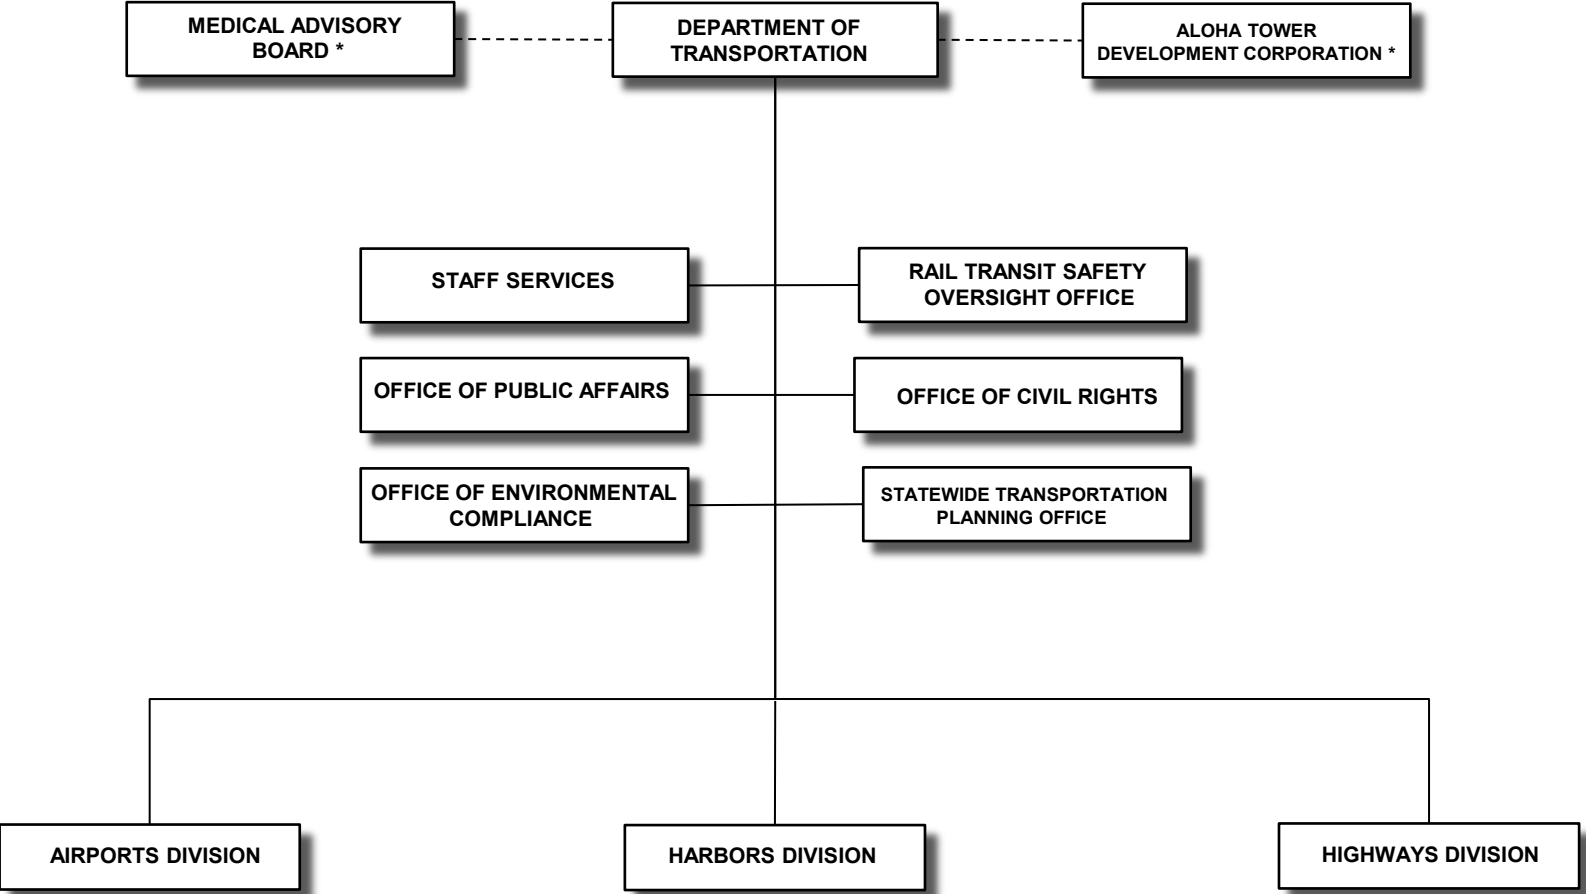 MEDICAL ADVISORY
BOARD *
DEPARTMENT OF
TRANSPORTATION
ALOHA TOWER
DEVELOPMENT CORPORATION *
STAFF SERVICES
RAIL TRANSIT SAFETY
OVERSIGHT OFFICE
OFFICE OF PUBLIC AFFAIRS
OFFICE OF CIVIL RIGHTS
OFFICE OF ENVIRONMENTAL
COMPLIANCE
STATEWIDE TRANSPORTATION
PLANNING OFFICE
AIRPORTS DIVISION
HARBORS DIVISION
HIGHWAYS DIVISION